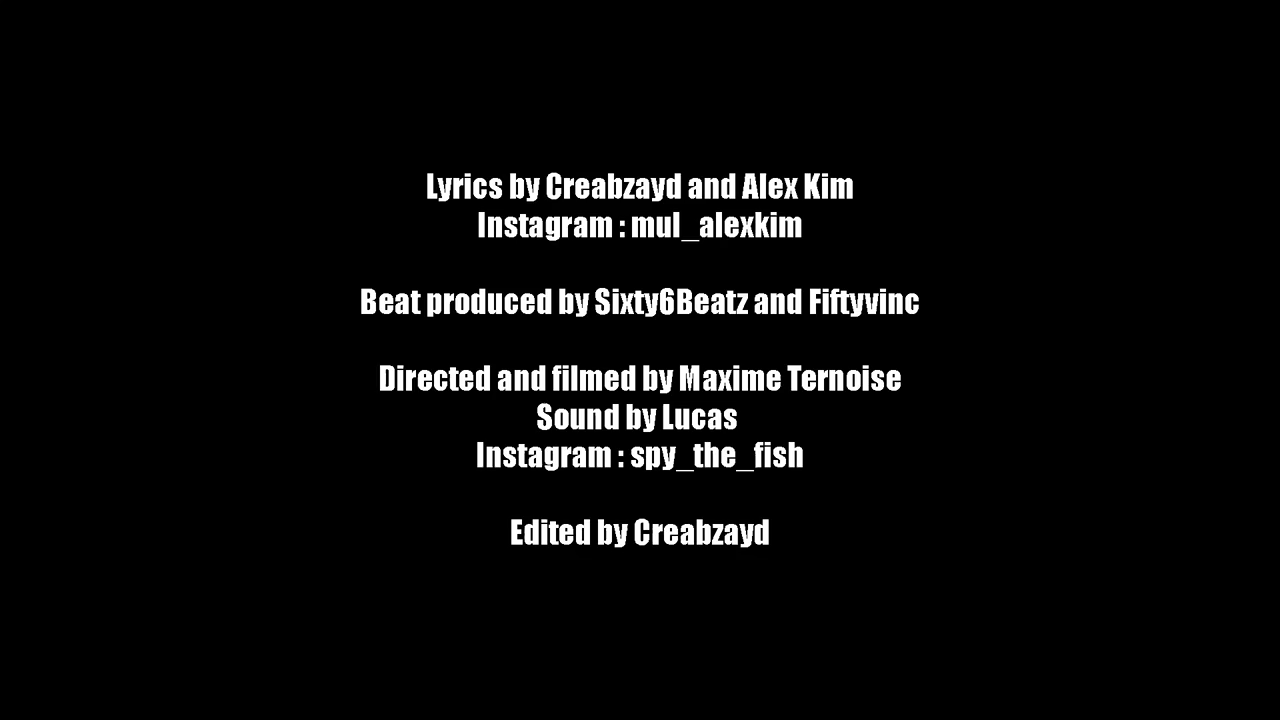 Lyrics by Creabzayd and Alex Kim
Instagram : mul_alexkim
Beat produced by Sixty6Beatz and Fiftyvinc
Directed and filmed by Maxime Ternoise
Sound by Lucas
Instagram : spy_the_fish
Edited by Creabzayd